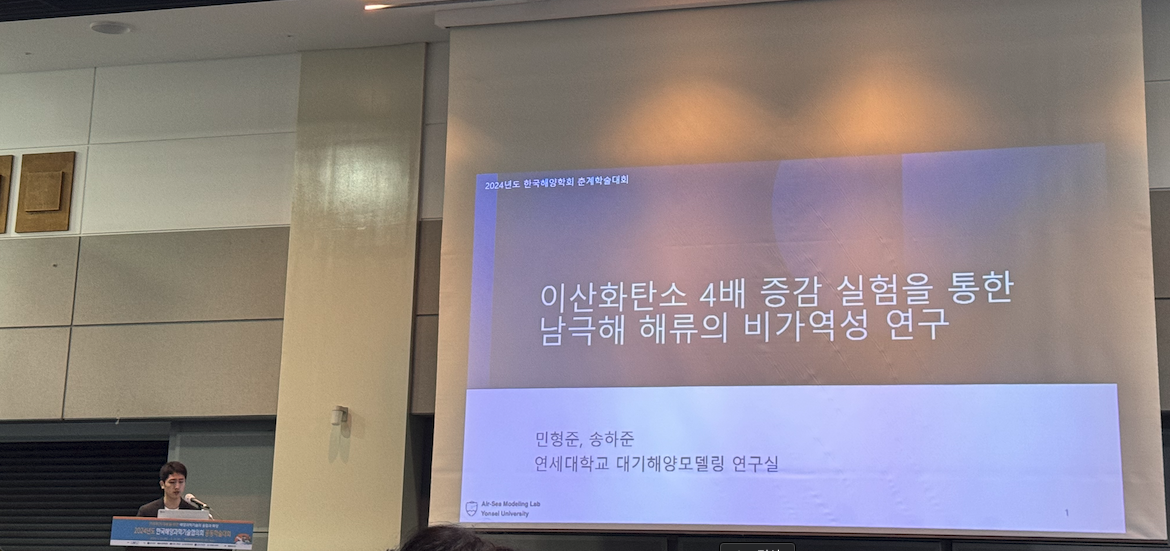 2024년도 한국해양학회 춘계학술대회
이산화탄소 4배 증감 실험을 통한
남극해 해류의 비가역성 연구
민형준, 송하준
연세대학교 대기해양모델링 연구실
Air-Sea Modeling Lab
Yonsei University
1
2024년도 한국해양과학기술협의회 공동학술대회